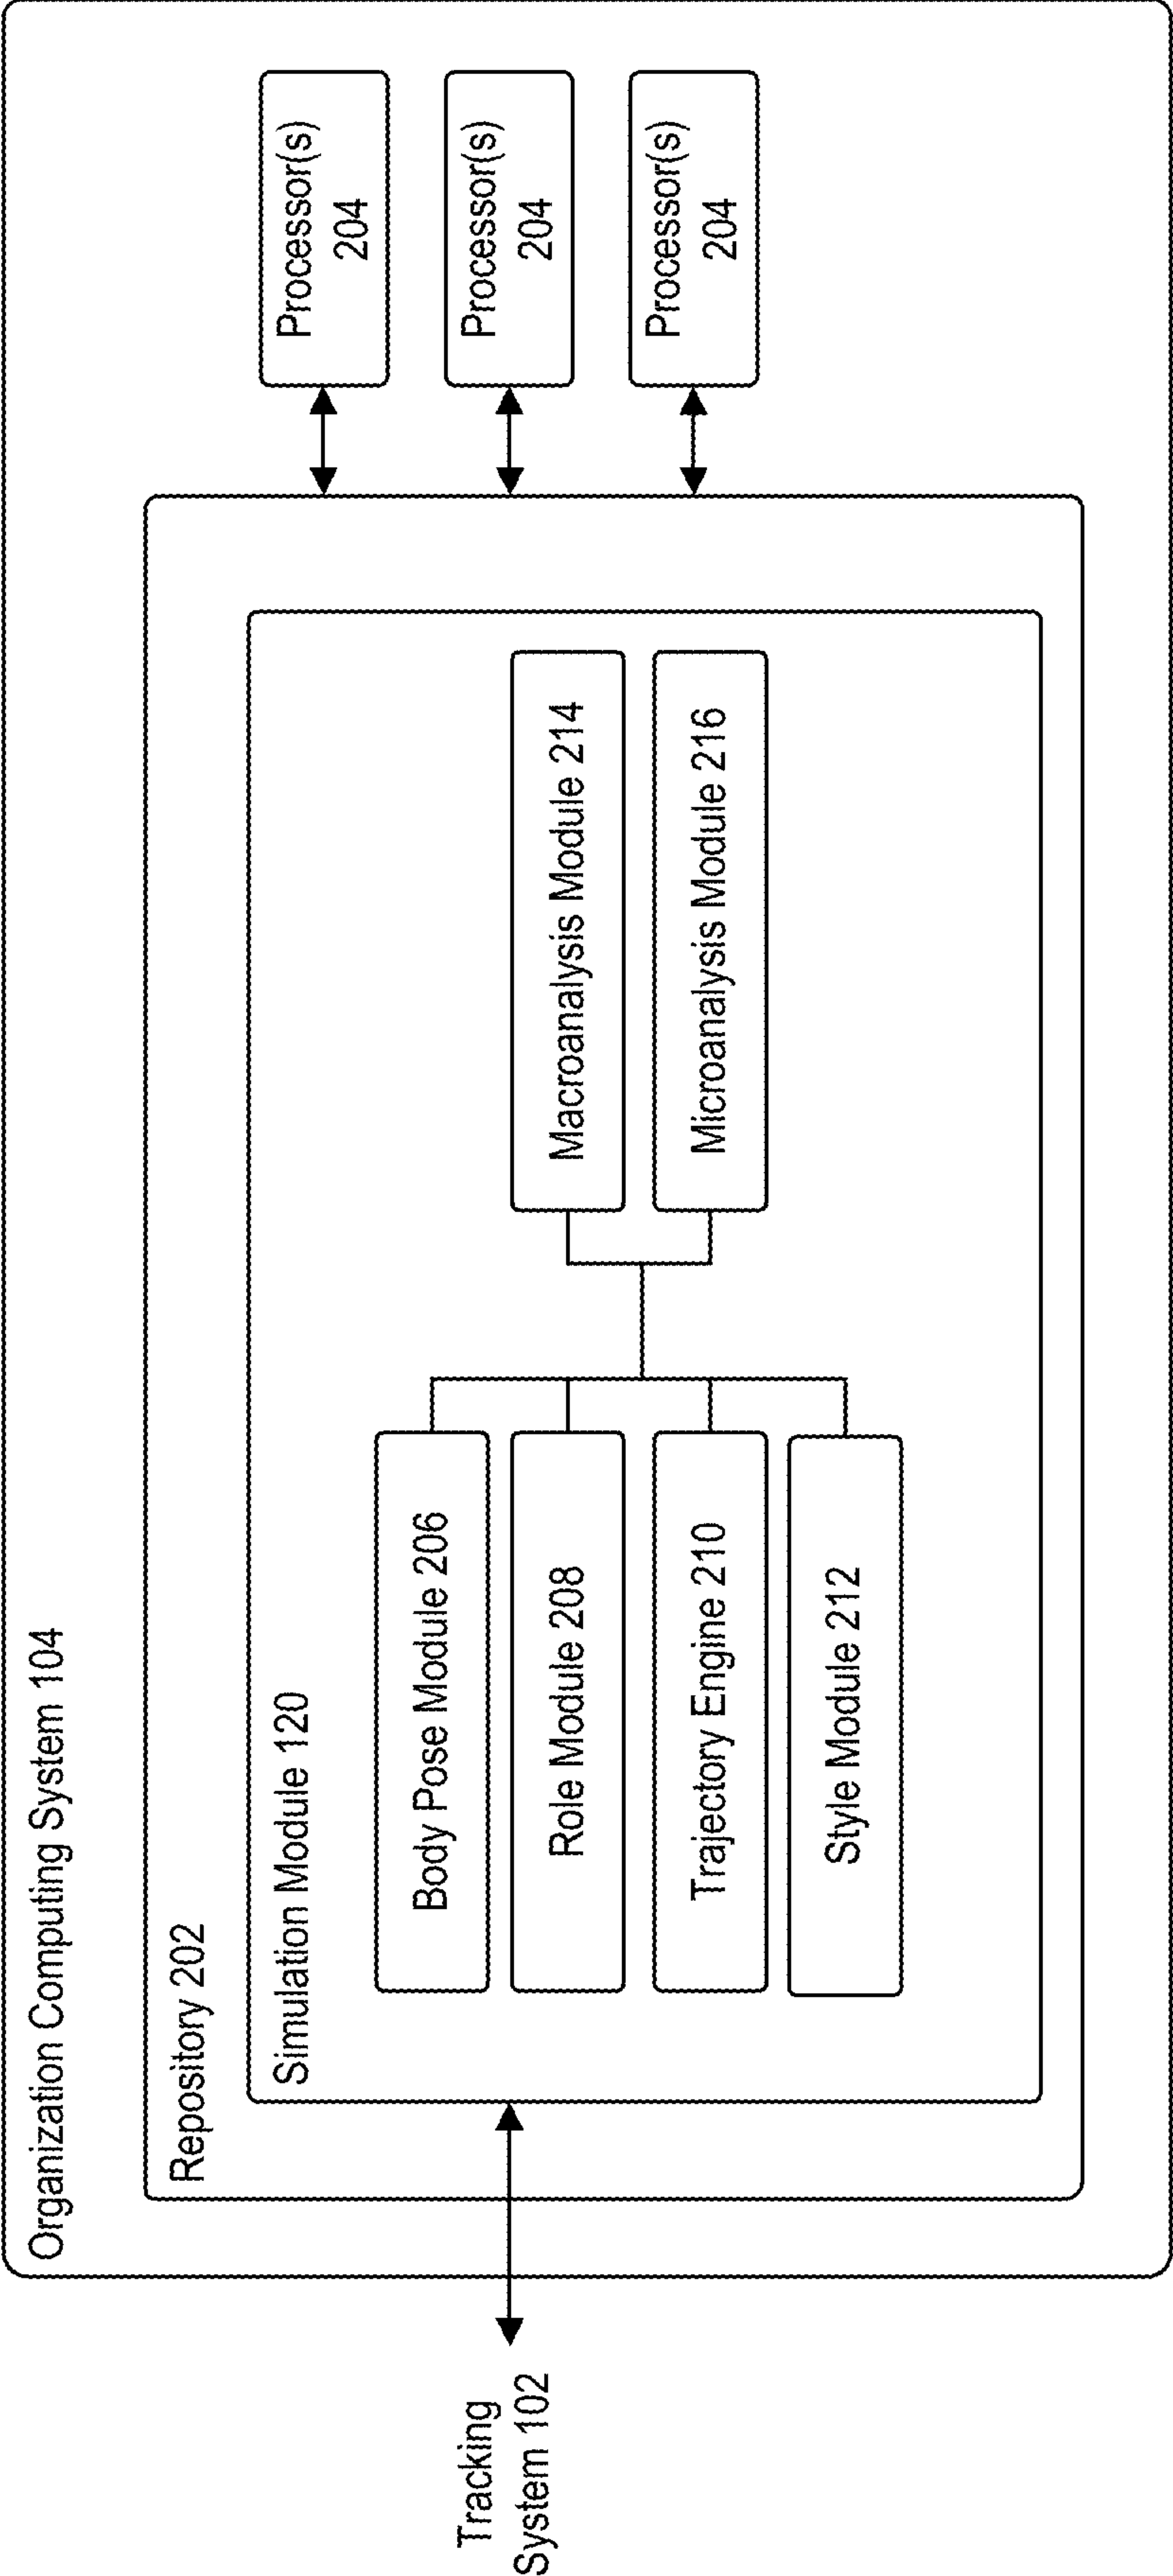 Organization Computing System 104
Repository 202
Simulation Module 120
Tracking
System 102
Body Pose Module 206
Role Module 208
Trajectory Engine 210
Style Module 212
Macroanalysis Module 214
Microanalysis Module 216
Processor(s)
204
Processor(s)
204
Processor(s)
204